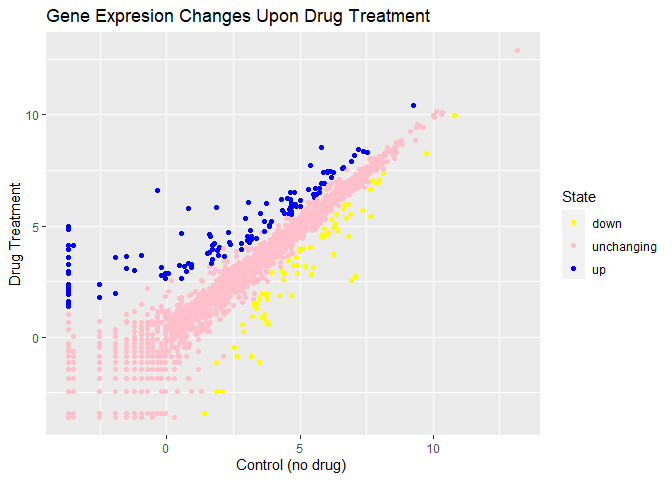 Gene Expresion Changes Upon Drug Treatment
10
5
0
Drug Treatment
0
5
10
Control (no drug)
State
down
unchanging
up